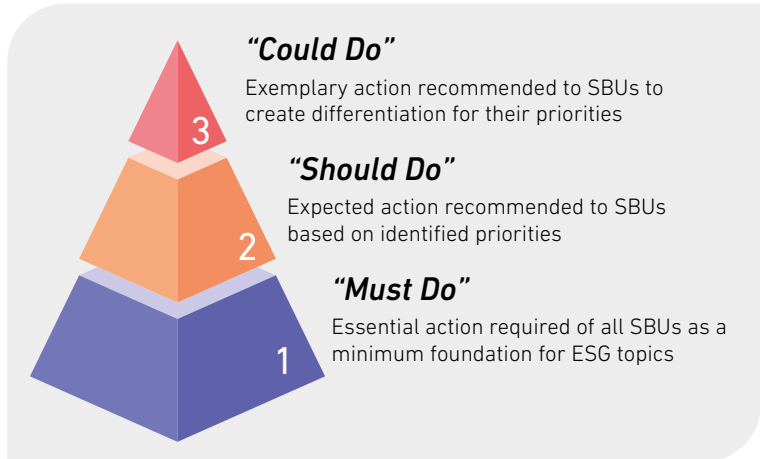 “Could Do”
Exemplary action recommended to SBUs to
create differentiation for their priorities
3
“Should Do”
Expected action recommended to SBUs
based on identified priorities
2
“Must Do”
Essential action required of all SBUs as a
minimum foundation for ESG topics
1